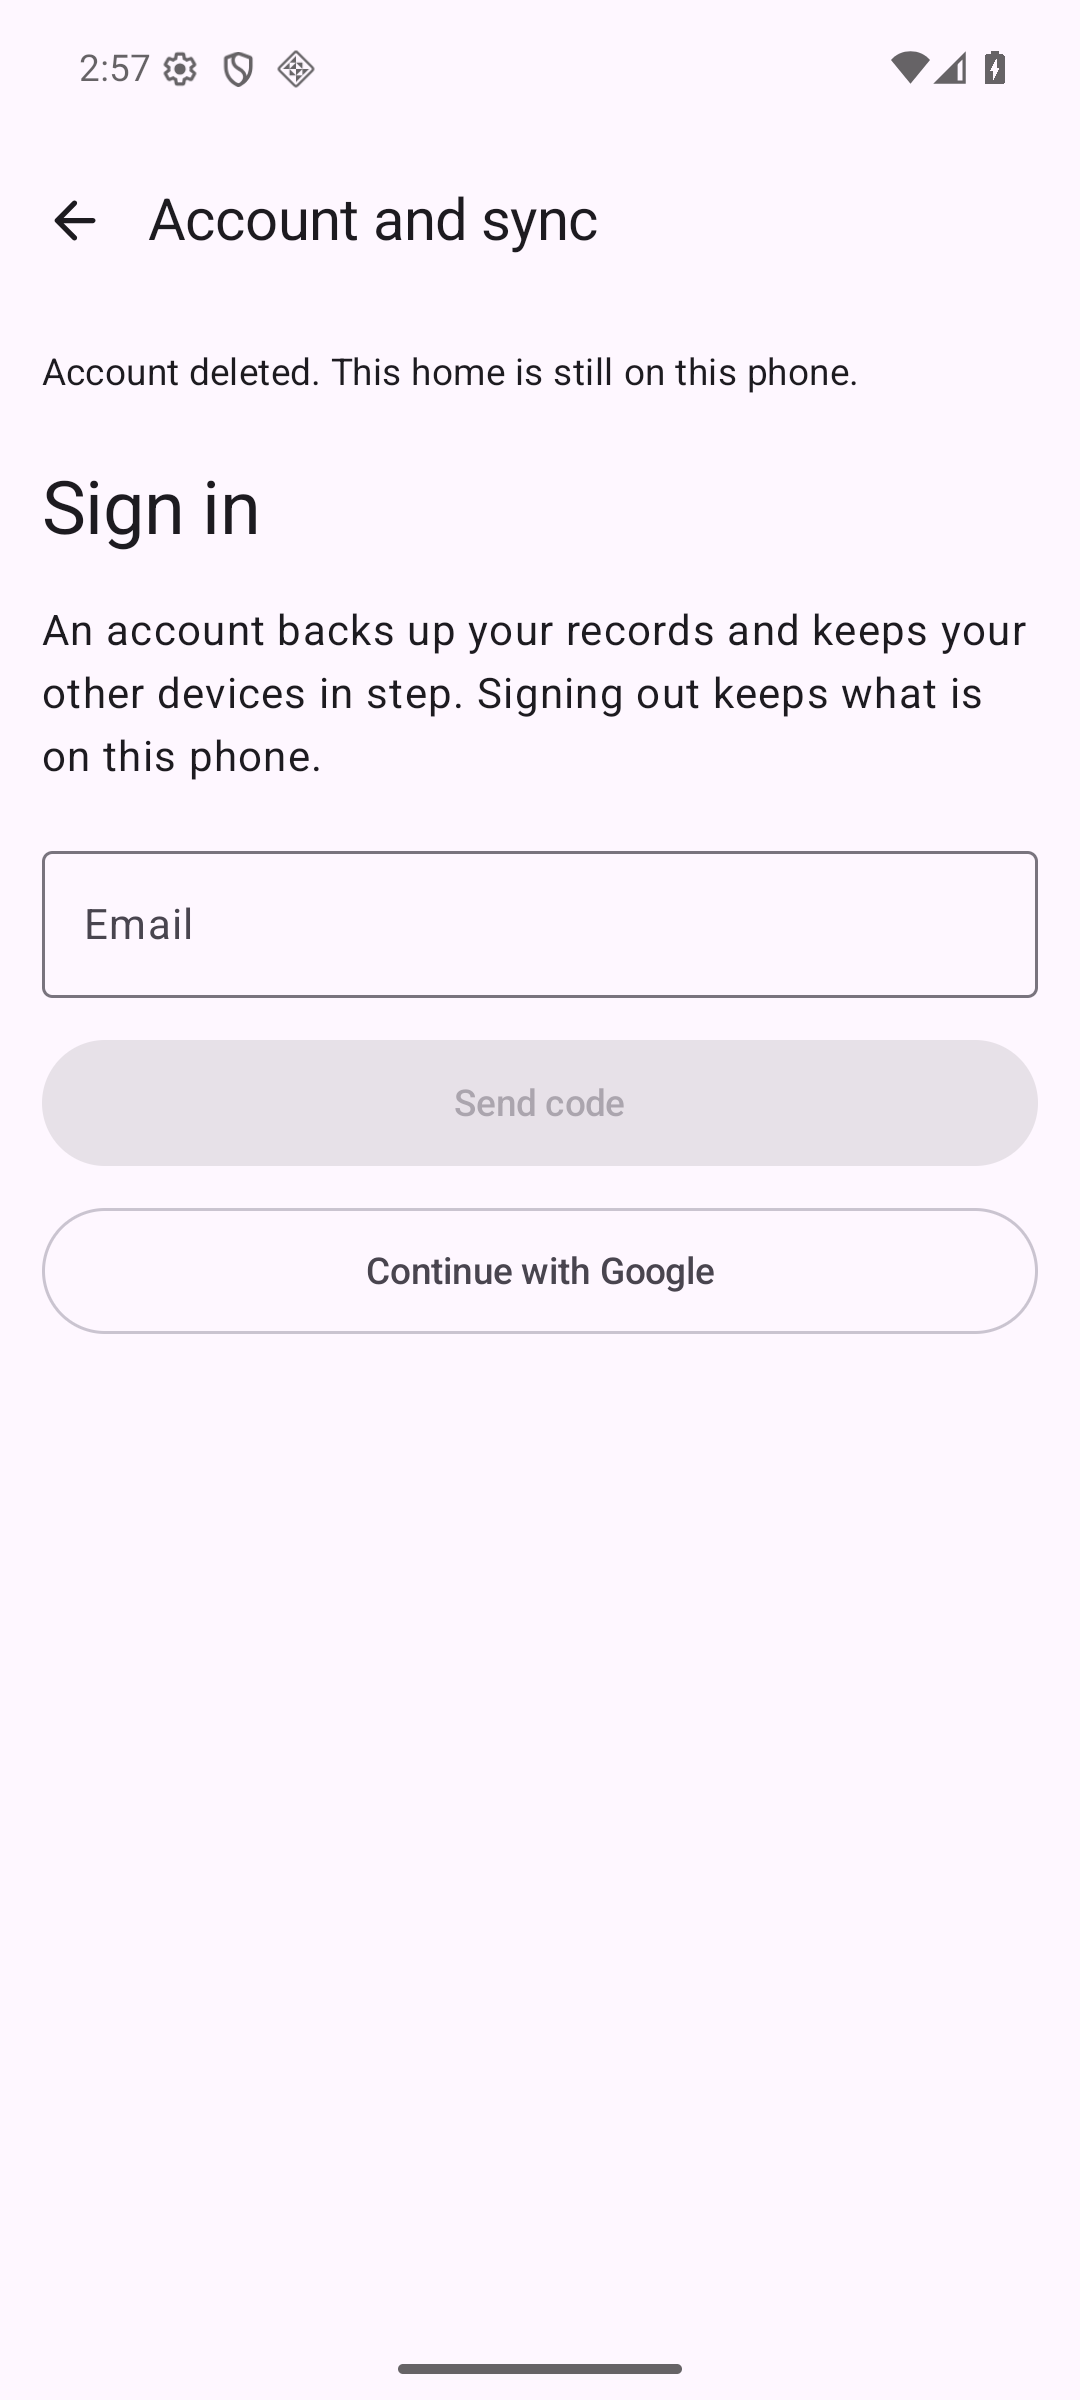 2:57
Account and sync
Account deleted. This home is still on this phone.
Sign in
An account backs up your records and keeps your
other devices in step. Signing out keeps what is
on this phone.
Email
Send code
Continue with Google